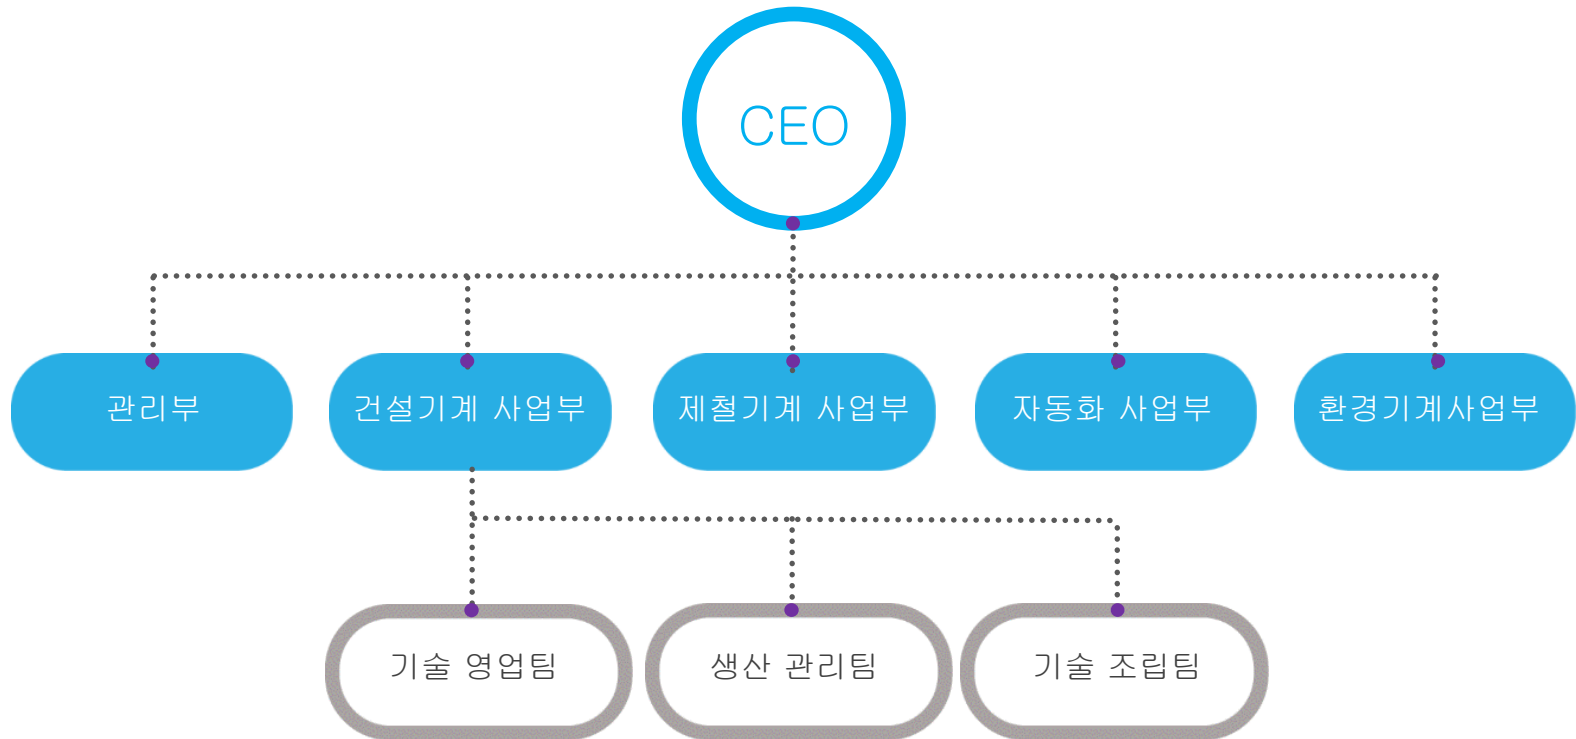 CEO
관리부
건설기계 사업부
제철기계 사업부
자동화 사업부
환경기계사업부
기술 영업팀
생산 관리팀
기술 조립팀